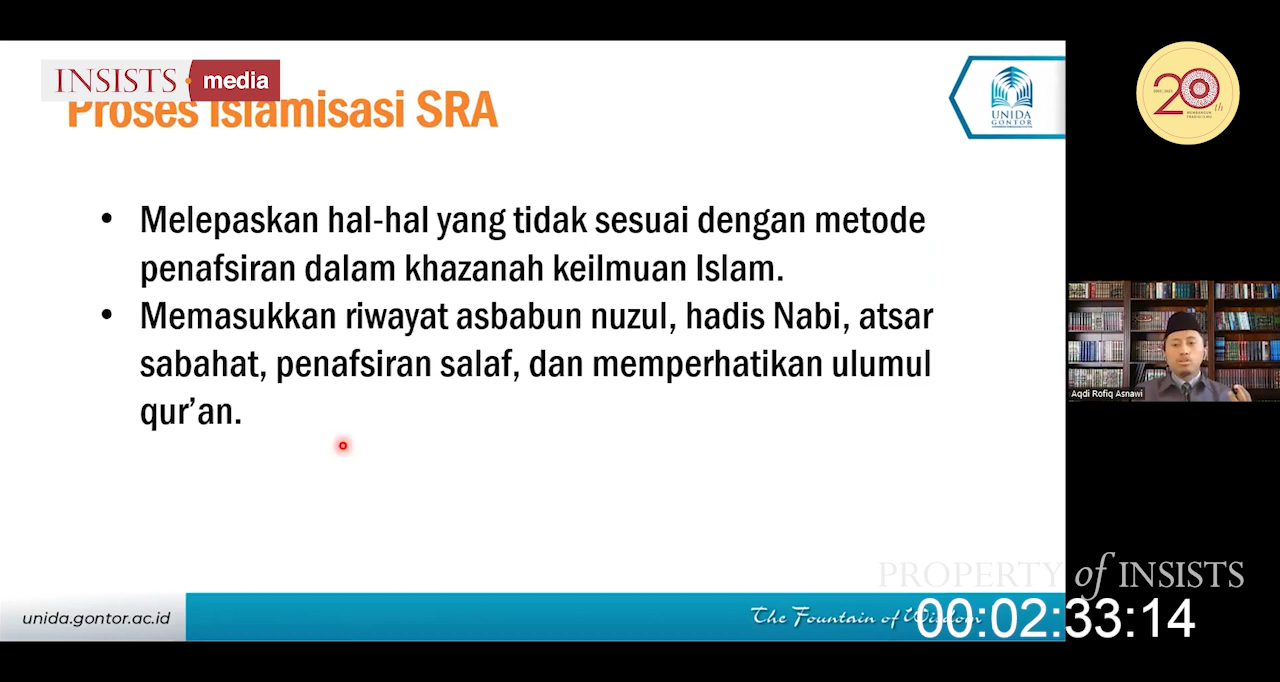 INSISTS media
Proses Islamisasi SRA
UNIDA
GONTOR
20th
• Melepaskan hal-hal yang tidak sesuai dengan metode
penafsiran dalam khazanah keilmuan Islam.
• Memasukkan riwayat asbabun nuzul, hadis Nabi, atsar
sabahat, penafsiran salaf, dan memperhatikan ulumul
qur’an.
Aqdi Rofiq Asnawi
PROPERTY of INSISTS
unida.gontor.ac.id
The Fountain of Wisdom
00:02:33:14